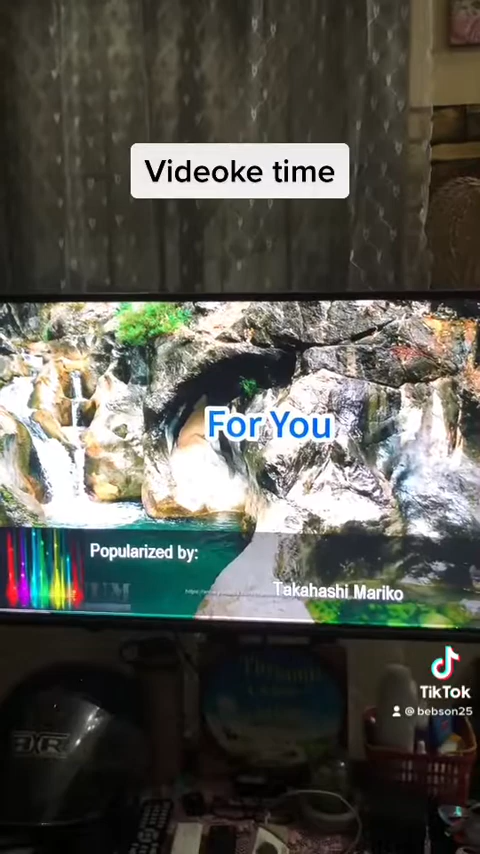 Videoke time
For You
Popularized by:
Takahashi Mariko
TikTok
@ bebson25